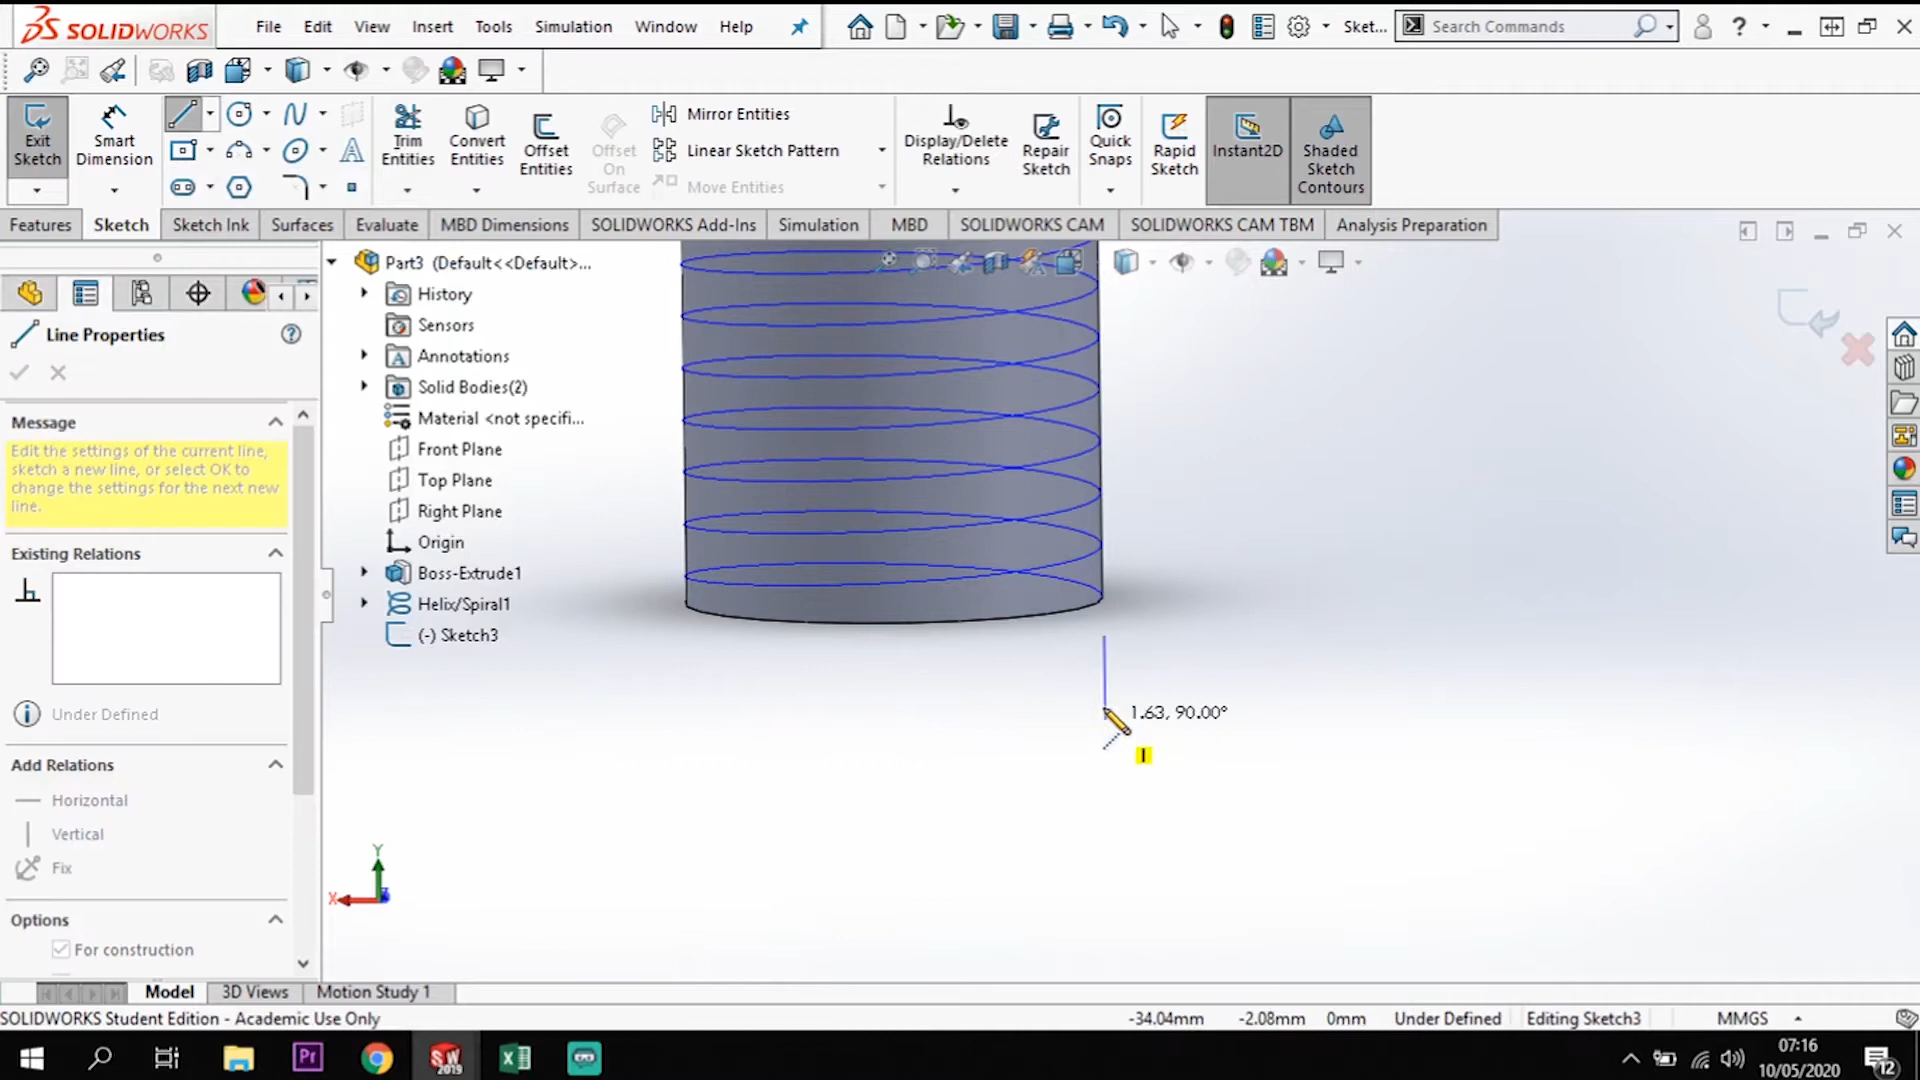 SOLIDWORKS
File Edit View Insert Tools Simulation Window Help
Sket...
Search Commands
Exit Sketch
Smart Dimension
Trim Entities
Convert Entities
Offset Entities
Offset On Surface
Mirror Entities
Linear Sketch Pattern
Move Entities
Display/Delete Relations
Repair Sketch
Quick Snaps
Rapid Sketch
Instant2D
Shaded Sketch Contours
Features Sketch Sketch Ink Surfaces Evaluate MBD Dimensions SOLIDWORKS Add-Ins Simulation MBD SOLIDWORKS CAM SOLIDWORKS CAM TBM Analysis Preparation
Part3 (Default<<Default>...
History
Sensors
Annotations
Solid Bodies(2)
Material <not specifi...
Front Plane
Top Plane
Right Plane
Origin
Boss-Extrude1
Helix/Spiral1
(-) Sketch3
Line Properties
Message
Edit the settings of the current line,
sketch a new line, or select OK to
change the settings for the next new
line.
Existing Relations
Under Defined
Add Relations
Horizontal
Vertical
Fix
Options
For construction
1.63, 90.00°
Y
X
Model 3D Views Motion Study 1
SOLIDWORKS Student Edition - Academic Use Only
-34.04mm -2.08mm 0mm Under Defined Editing Sketch3 MMGS
Pr
SW 2019
07:16
10/05/2020
12